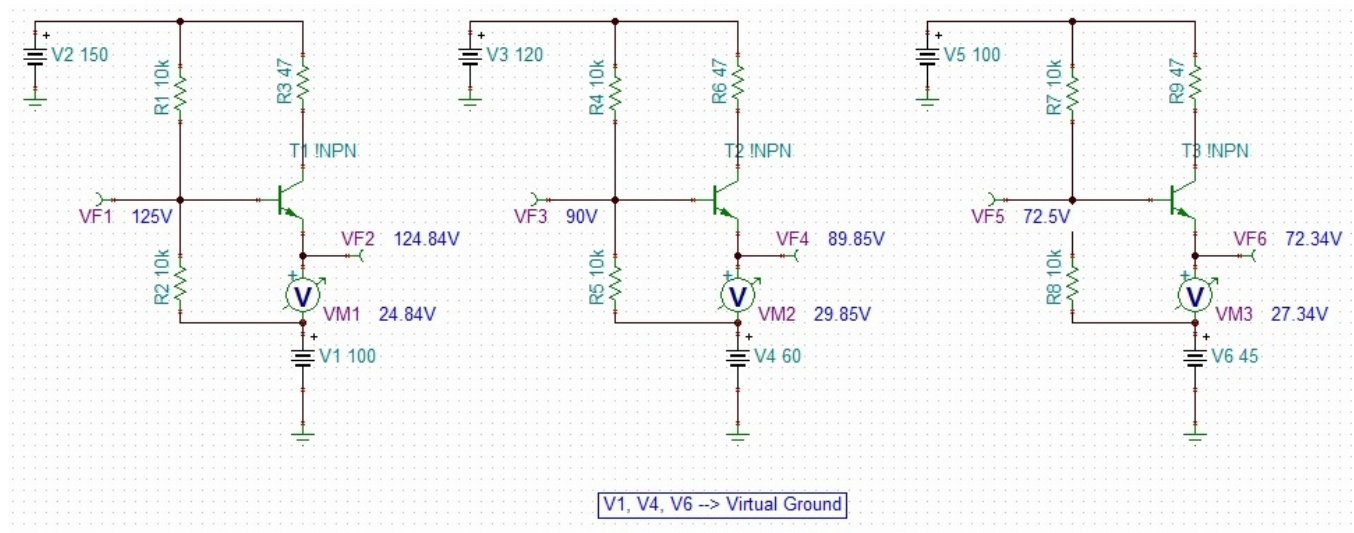 V2 150
R1 10k
R3 47
T1 !NPN
VF1 125V
VF2 124.84V
R2 10k
V
VM1 24.84V
V1 100
V3 120
R4 10k
R6 47
T2 !NPN
VF3 90V
VF4 89.85V
R5 10k
V
VM2 29.85V
V4 60
V5 100
R7 10k
R9 47
T3 !NPN
VF5 72.5V
VF6 72.34V
R8 10k
V
VM3 27.34V
V6 45
V1, V4, V6 --> Virtual Ground